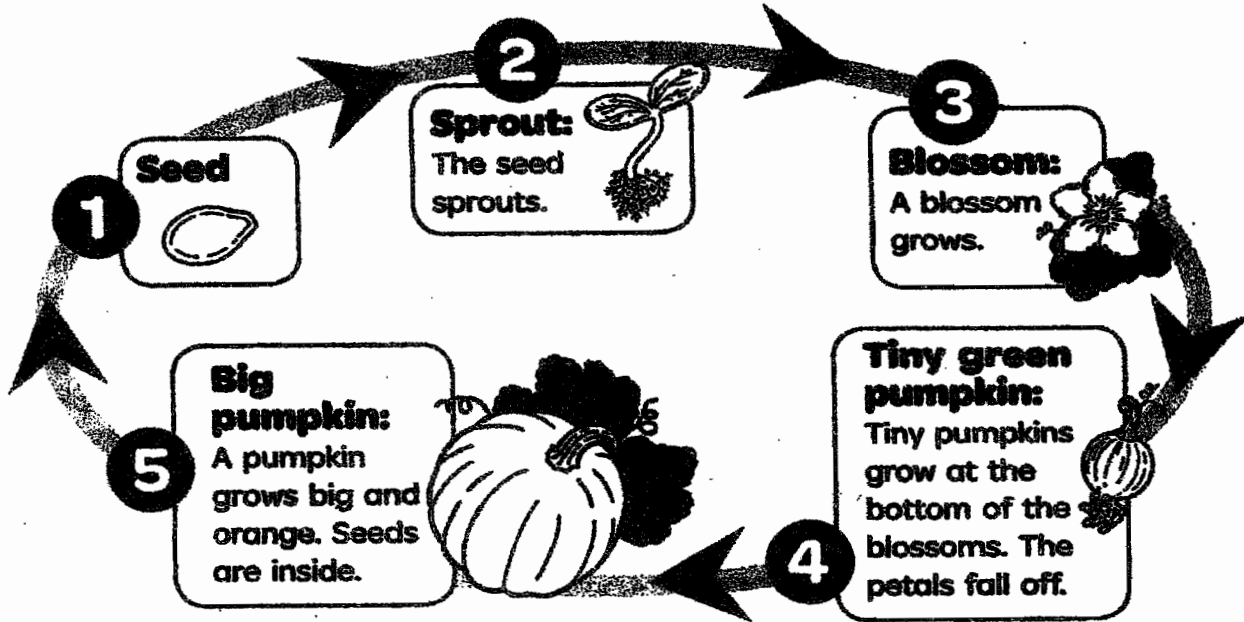 1
Seed
2
Sprout:
The seed
sprouts.
3
Blossom:
A blossom
grows.
Tiny green
pumpkin:
Tiny pumpkins
grow at the
bottom of the
blossoms. The
petals fall off.
4
Big
pumpkin:
A pumpkin
grows big and
orange. Seeds
are inside.
5